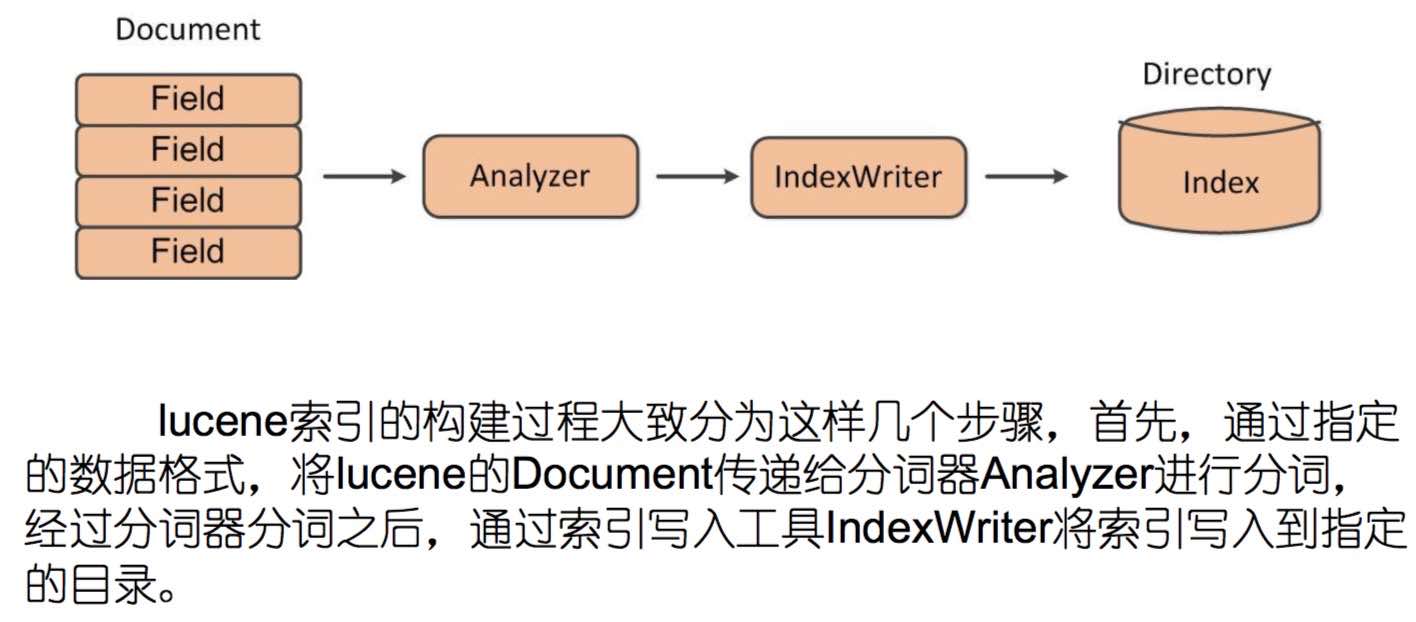 Document
Directory
Field
Field
Field
Field
Analyzer
IndexWriter
Index
lucene索引的构建过程大致分为这样几个步骤，首先，通过指定
的数据格式，将lucene的Document传递给分词器Analyzer进行分词，
经过分词器分词之后，通过索引写入工具IndexWriter将索引写入到指定
的目录。